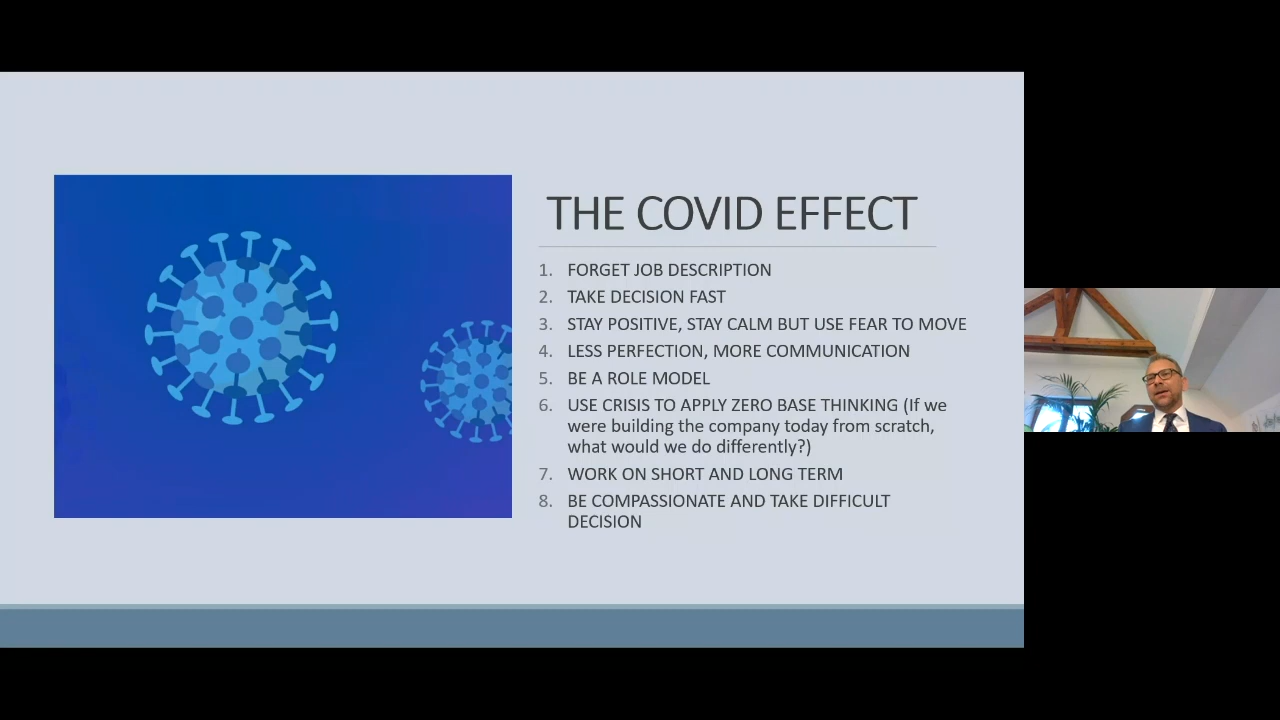 THE COVID EFFECT
1. FORGET JOB DESCRIPTION
2. TAKE DECISION FAST
3. STAY POSITIVE, STAY CALM BUT USE FEAR TO MOVE
4. LESS PERFECTION, MORE COMMUNICATION
5. BE A ROLE MODEL
6. USE CRISIS TO APPLY ZERO BASE THINKING (If we
were building the company today from scratch,
what would we do differently?)
7. WORK ON SHORT AND LONG TERM
8. BE COMPASSIONATE AND TAKE DIFFICULT
DECISION